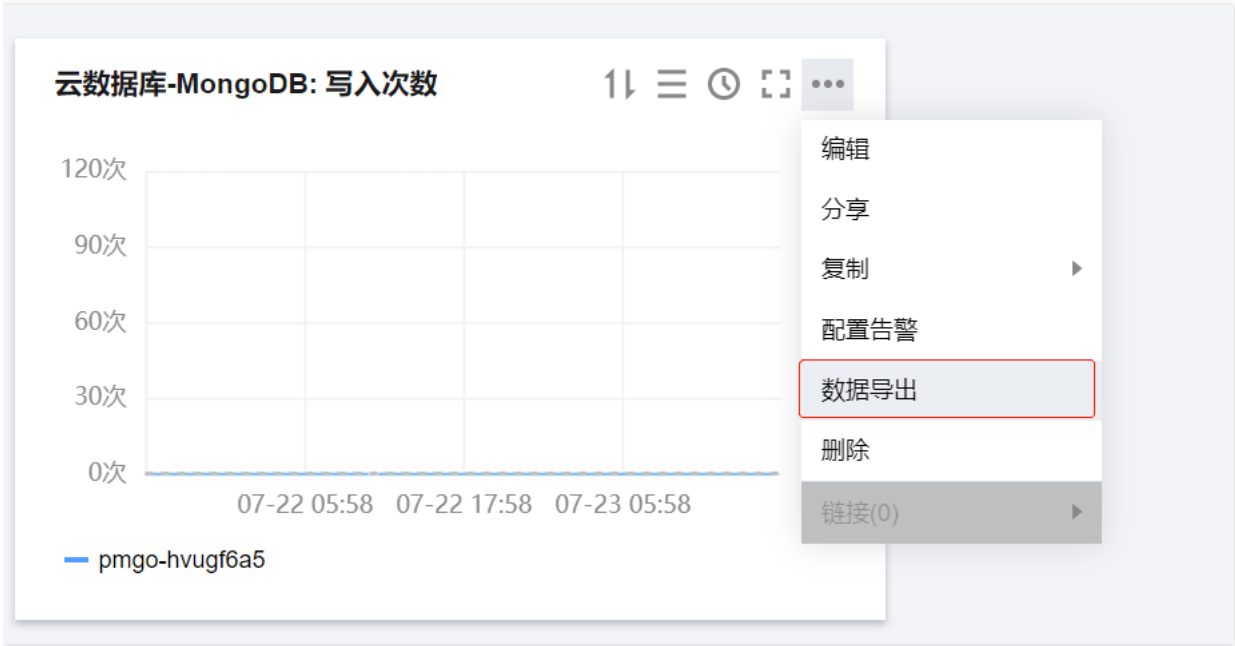 云数据库-MongoDB: 写入次数
120次
90次
60次
30次
0次
07-22 05:58 07-22 17:58 07-23 05:58
pmgo-hvugf6a5
编辑
分享
复制
配置告警
数据导出
删除
链接(0)